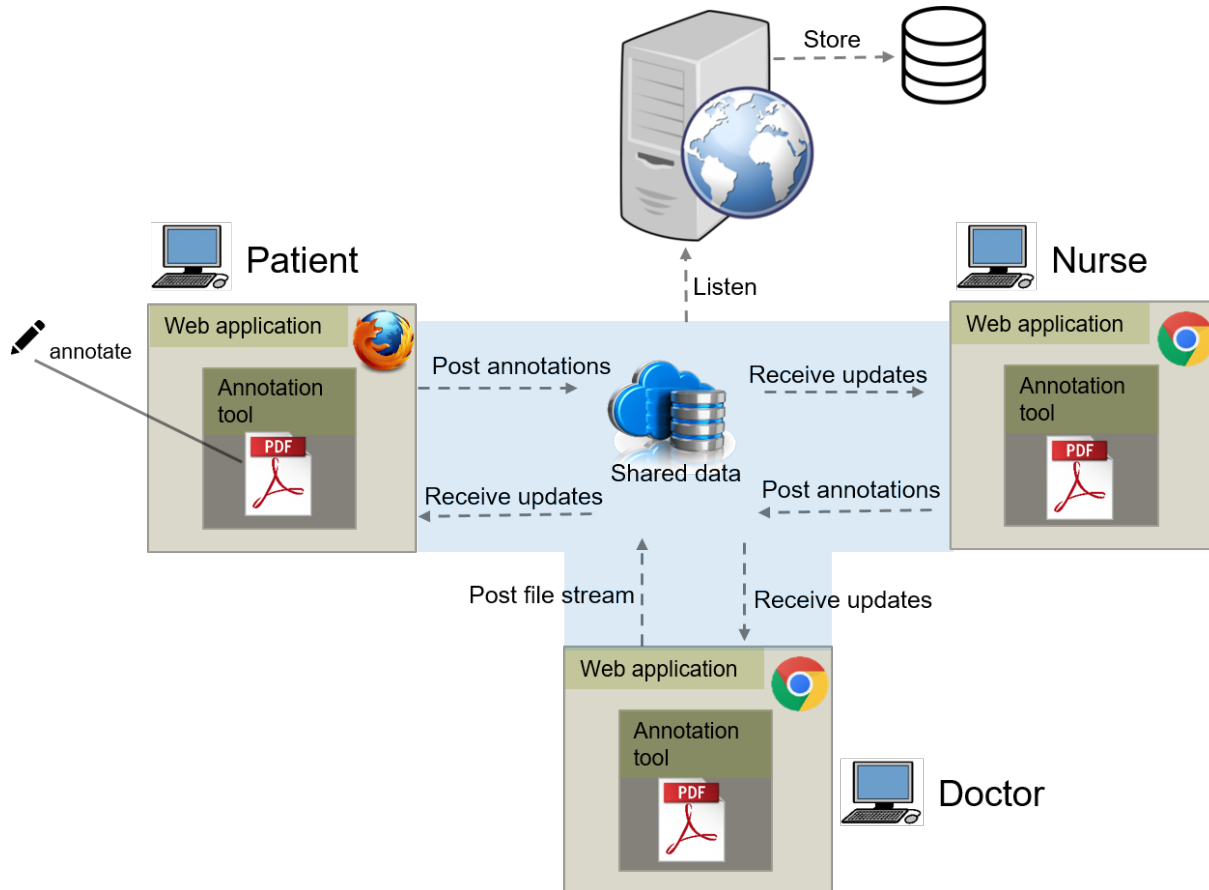 Store
Listen
Patient
Nurse
annotate
Web application
Annotation
tool
PDF
Post annotations
Receive updates
Shared data
Receive updates
Post annotations
Web application
Annotation
tool
PDF
Post file stream
Receive updates
Web application
Annotation
tool
PDF
Doctor